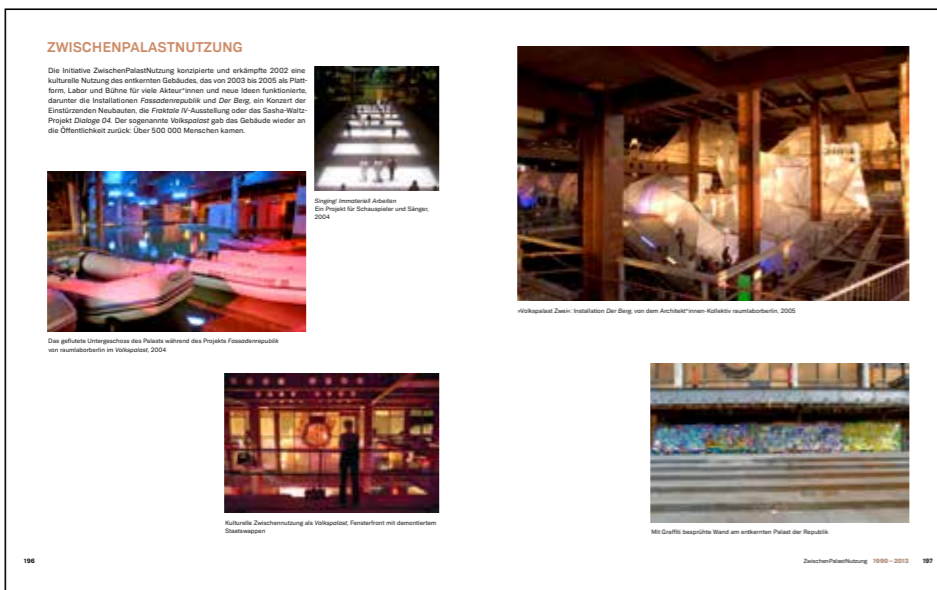 ZWISCHENPALASTNUTZUNG
Die Initiative ZwischenPalastNutzung konzipierte und erkämpfte 2002 eine
kulturelle Nutzung des entkernten Gebäudes, das von 2003 bis 2005 als Platt-
form, Labor und Bühne für viele Akteur*innen und neue Ideen funktionierte,
darunter die Installationen Fassadenrepublik und Der Berg, ein Konzert der
Einstürzenden Neubauten, die Fraktale IV-Ausstellung oder das Sasha-Waltz-
Projekt Dialoge 04. Der sogenannte Volkspalast gab das Gebäude wieder an
die Öffentlichkeit zurück: Über 500 000 Menschen kamen.
Singing! Immateriell Arbeiten
Ein Projekt für Schauspieler und Sänger,
2004
Das geflutete Untergeschoss des Palasts während des Projekts Fassadenrepublik
von raumlaborberlin im Volkspalast, 2004
Kulturelle Zwischennutzung als Volkspalast, Fensterfront mit demontiertem
Staatswappen
196
»Volkspalast Zwei«: Installation Der Berg, von dem Architekt*innen-Kollektiv raumlaborberlin, 2005
Mit Graffiti besprühte Wand am entkernten Palast der Republik
ZwischenPalastNutzung 1990–2013 197